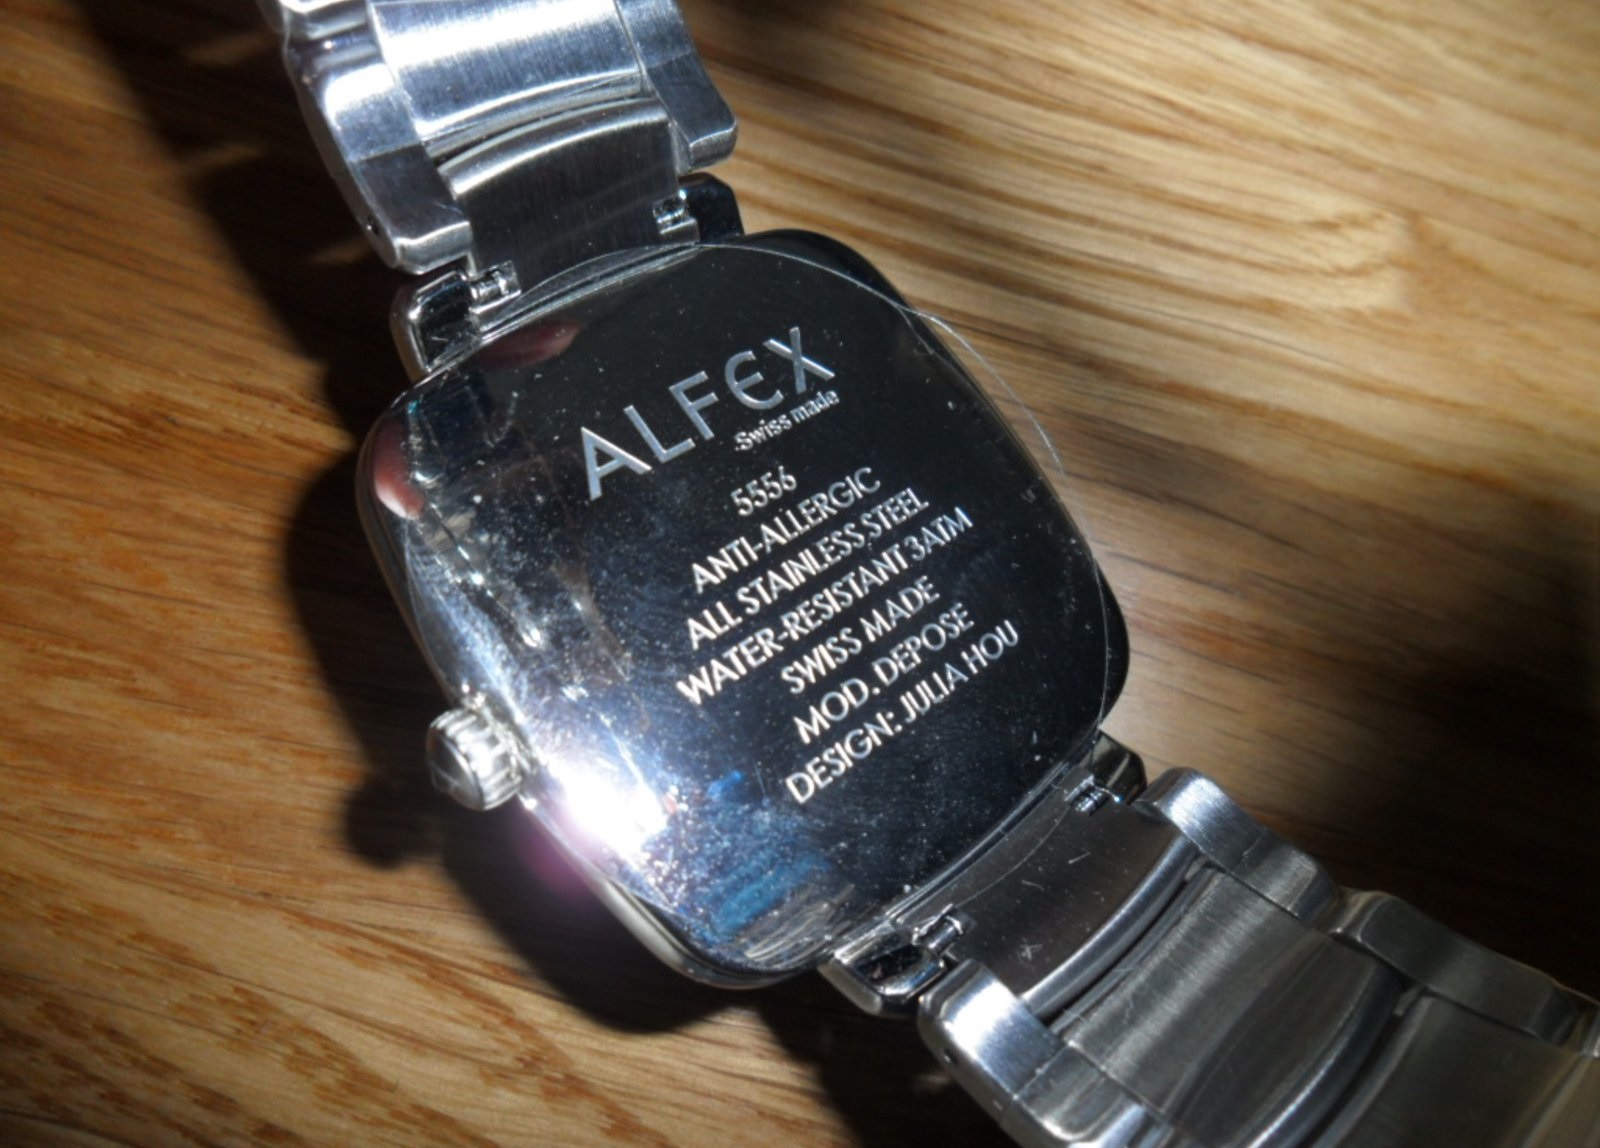 ALFEX
Swiss made
5556
ANTI-ALLERGIC
ALL STAINLESS STEEL
WATER-RESISTANT 3ATM
SWISS MADE
MOD. DEPOSE
DESIGN: JULIA HOU